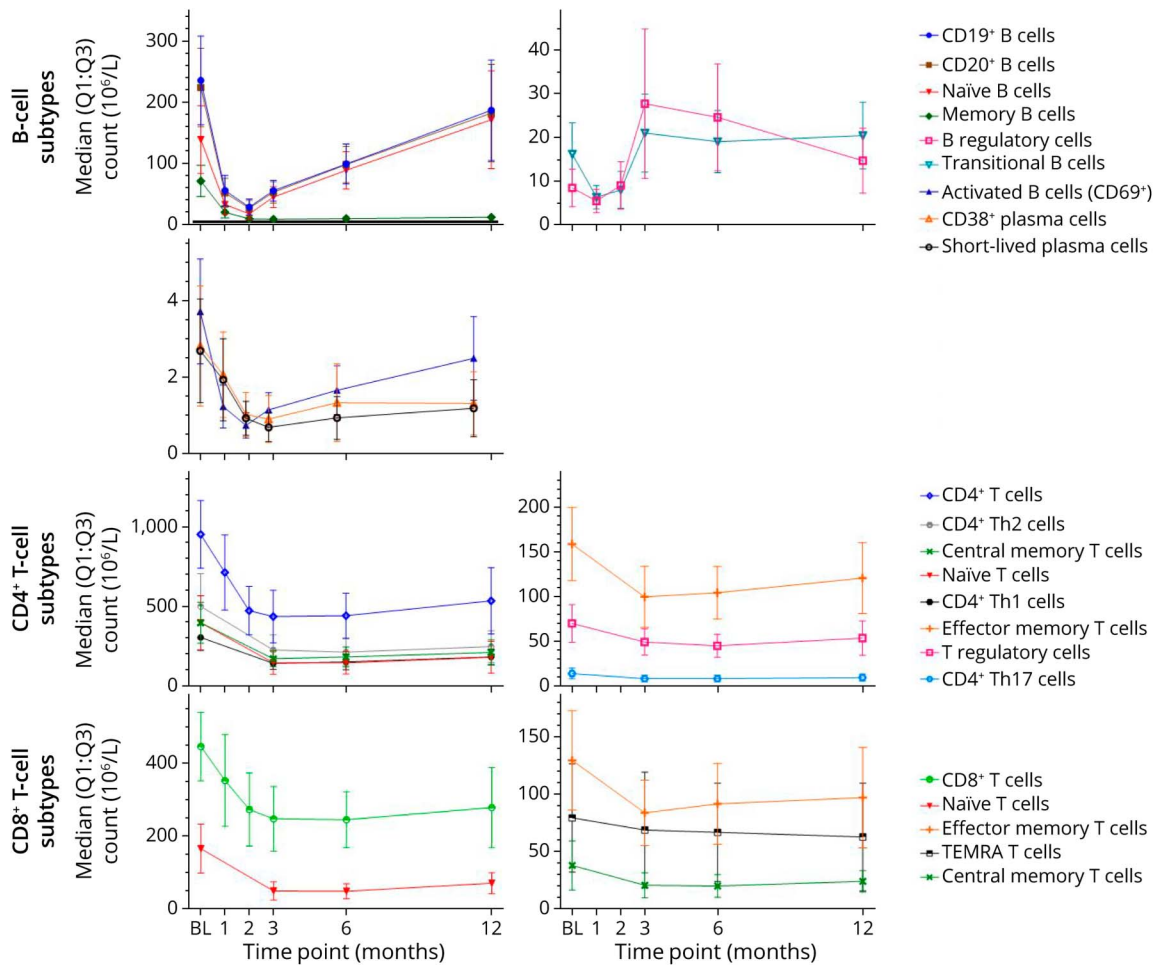 B-cell
subtypes
Median (Q1:Q3)
count (10⁶/L)
300
200
100
0
40
30
20
10
0
CD19⁺ B cells
CD20⁺ B cells
Naïve B cells
Memory B cells
B regulatory cells
Transitional B cells
Activated B cells (CD69⁺)
CD38⁺ plasma cells
Short-lived plasma cells
4
2
0
CD4⁺ T-cell
subtypes
Median (Q1:Q3)
count (10⁶/L)
1,000
500
0
200
150
100
50
0
CD4⁺ T cells
CD4⁺ Th2 cells
Central memory T cells
Naïve T cells
CD4⁺ Th1 cells
Effector memory T cells
T regulatory cells
CD4⁺ Th17 cells
CD8⁺ T-cell
subtypes
Median (Q1:Q3)
count (10⁶/L)
400
200
0
BL 1 2 3 6 12
Time point (months)
150
100
50
0
BL 1 2 3 6 12
Time point (months)
CD8⁺ T cells
Naïve T cells
Effector memory T cells
TEMRA T cells
Central memory T cells